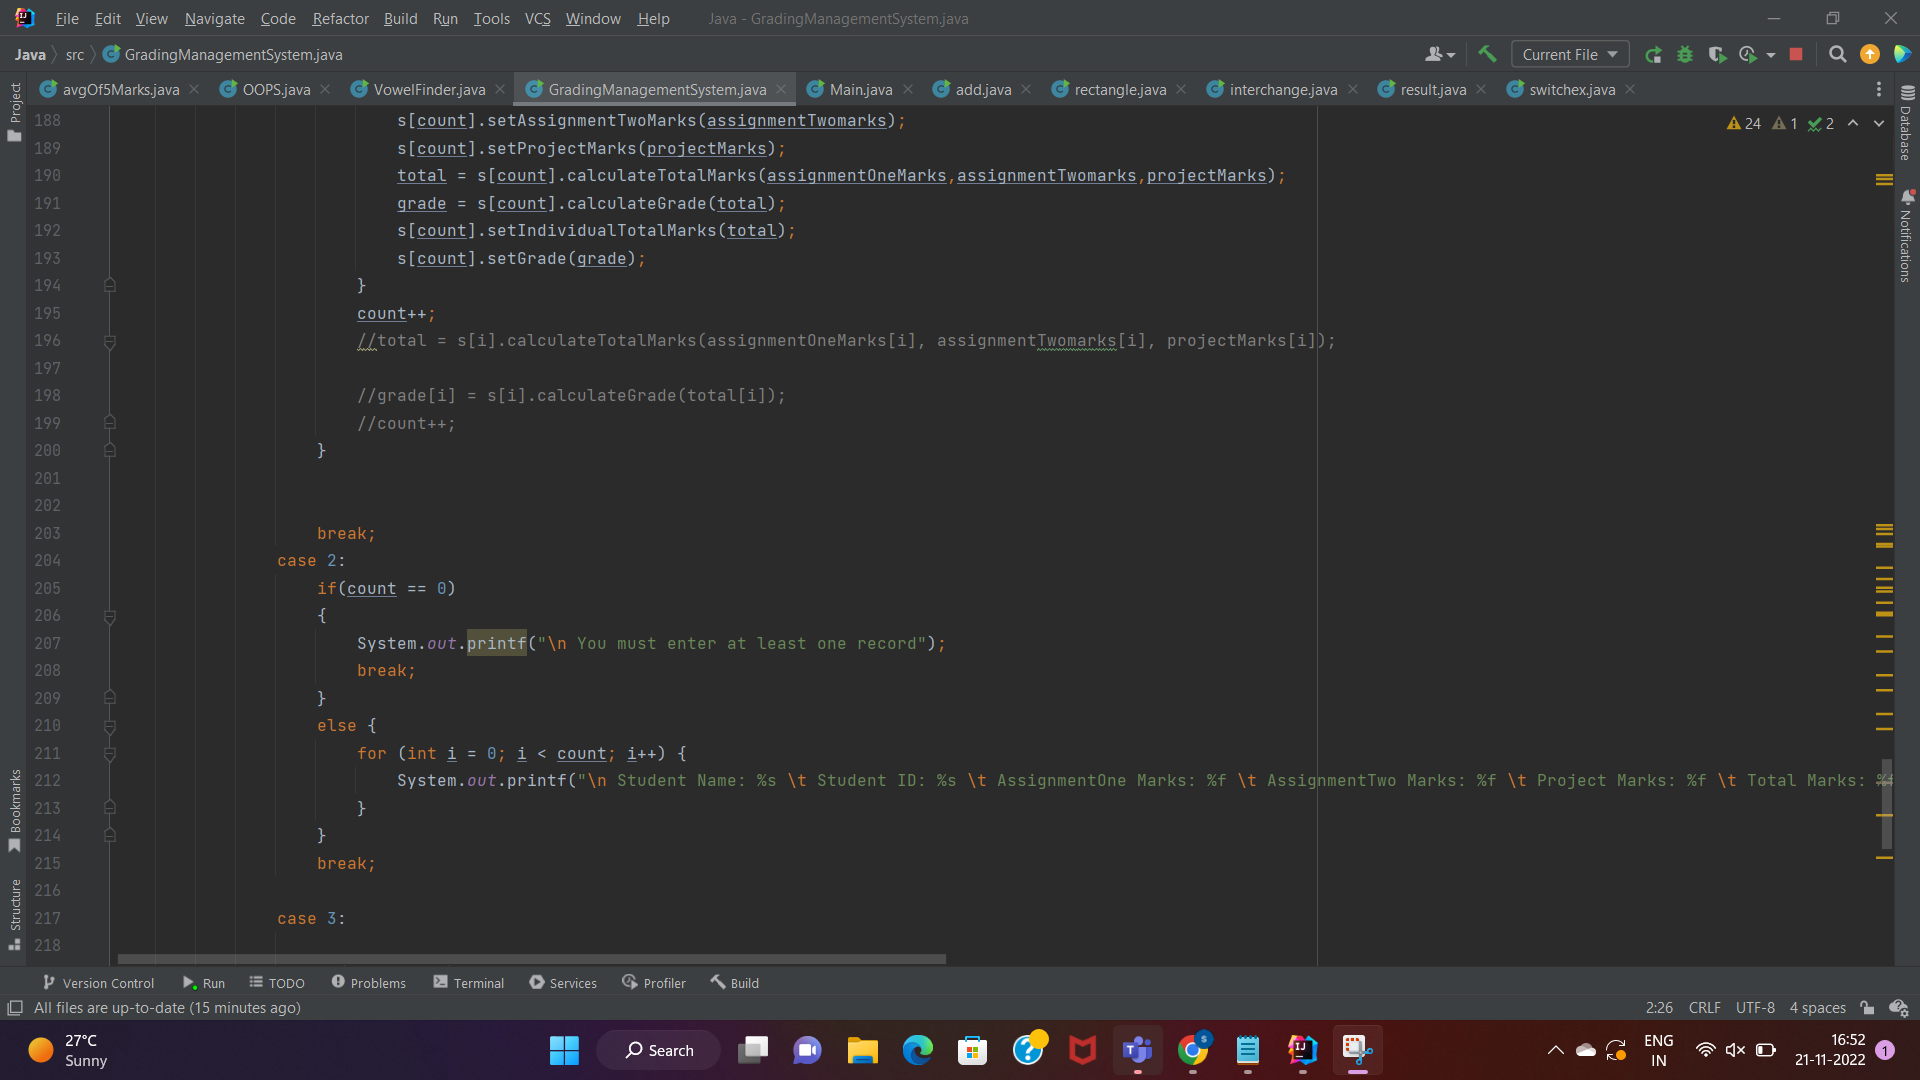 File Edit View Navigate Code Refactor Build Run Tools VCS Window Help Java - GradingManagementSystem.java
Java src GradingManagementSystem.java Current File
avgOf5Marks.java OOPS.java VowelFinder.java GradingManagementSystem.java Main.java add.java rectangle.java interchange.java result.java switchex.java
Project
Bookmarks
Structure
Database
Notifications
24 1 2
188 s[count].setAssignmentTwoMarks(assignmentTwomarks);
189 s[count].setProjectMarks(projectMarks);
190 total = s[count].calculateTotalMarks(assignmentOneMarks,assignmentTwomarks,projectMarks);
191 grade = s[count].calculateGrade(total);
192 s[count].setIndividualTotalMarks(total);
193 s[count].setGrade(grade);
194 }
195 count++;
196 //total = s[i].calculateTotalMarks(assignmentOneMarks[i], assignmentTwomarks[i], projectMarks[i]);
197
198 //grade[i] = s[i].calculateGrade(total[i]);
199 //count++;
200 }
201
202
203 break;
204 case 2:
205 if(count == 0)
206 {
207 System.out.printf("\n You must enter at least one record");
208 break;
209 }
210 else {
211 for (int i = 0; i < count; i++) {
212 System.out.printf("\n Student Name: %s \t Student ID: %s \t AssignmentOne Marks: %f \t AssignmentTwo Marks: %f \t Project Marks: %f \t Total Marks: %f
213 }
214 }
215 break;
216
217 case 3:
218
Version Control Run TODO Problems Terminal Services Profiler Build
All files are up-to-date (15 minutes ago) 2:26 CRLF UTF-8 4 spaces
27°C
Sunny
Search
ENG
IN
16:52
21-11-2022
1